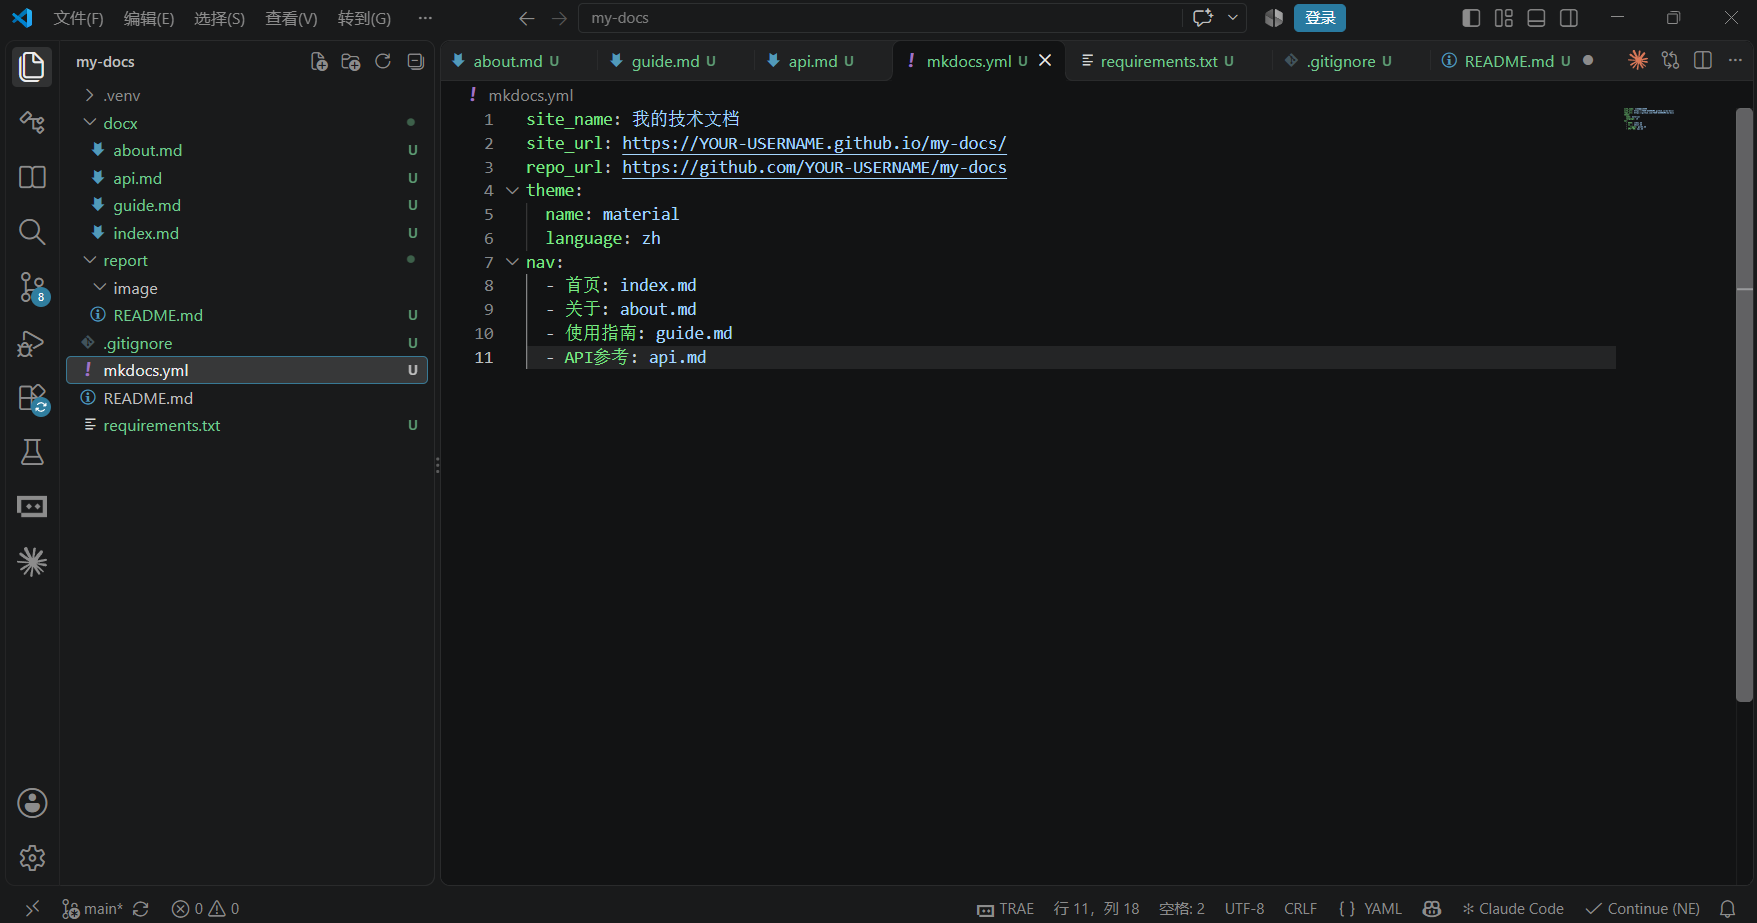 文件(F) 编辑(E) 选择(S) 查看(V) 转到(G) ··· my-docs 登录
my-docs
.venv
docx
about.md U
api.md U
guide.md U
index.md U
report
image
README.md U
.gitignore U
mkdocs.yml U
README.md
requirements.txt U
8
about.md U guide.md U api.md U mkdocs.yml U requirements.txt U .gitignore U README.md U
mkdocs.yml
1 site_name: 我的技术文档
2 site_url: https://YOUR-USERNAME.github.io/my-docs/
3 repo_url: https://github.com/YOUR-USERNAME/my-docs
4 theme:
5 name: material
6 language: zh
7 nav:
8 - 首页: index.md
9 - 关于: about.md
10 - 使用指南: guide.md
11 - API参考: api.md
main* 0 0 TRAE 行 11，列 18 空格: 2 UTF-8 CRLF { } YAML Claude Code Continue (NE)